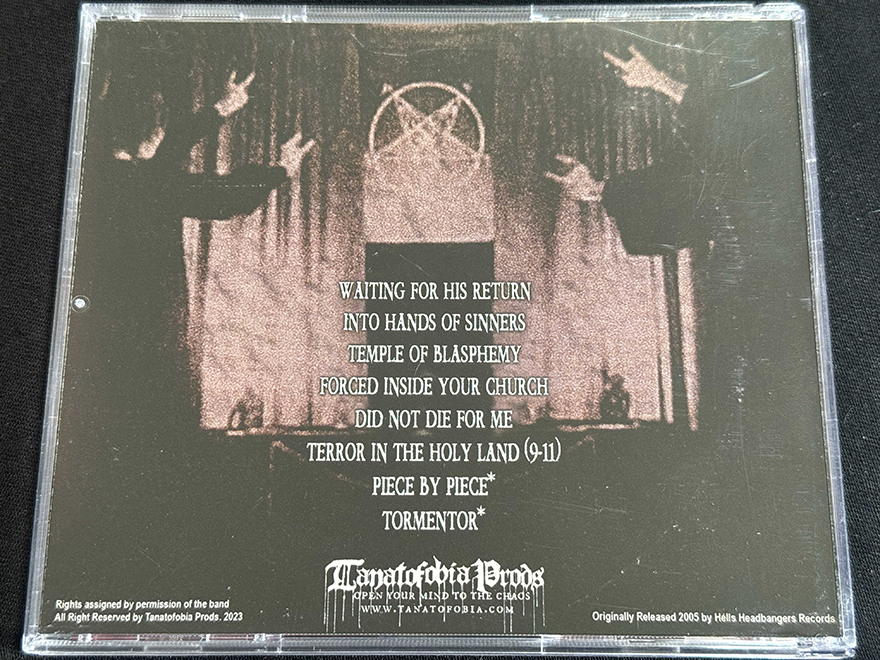 WAITING FOR HIS RETURN
INTO HANDS OF SINNERS
TEMPLE OF BLASPHEMY
FORCED INSIDE YOUR CHURCH
DID NOT DIE FOR ME
TERROR IN THE HOLY LAND (9-11)
PIECE BY PIECE*
TORMENTOR*
Tanatofobia Prods
OPEN YOUR MIND TO THE CHAOS
WWW.TANATOFOBIA.COM
Rights assigned by permission of the band
All Right Reserved by Tanatofobia Prods. 2023
Originally Released 2005 by Hells Headbangers Records